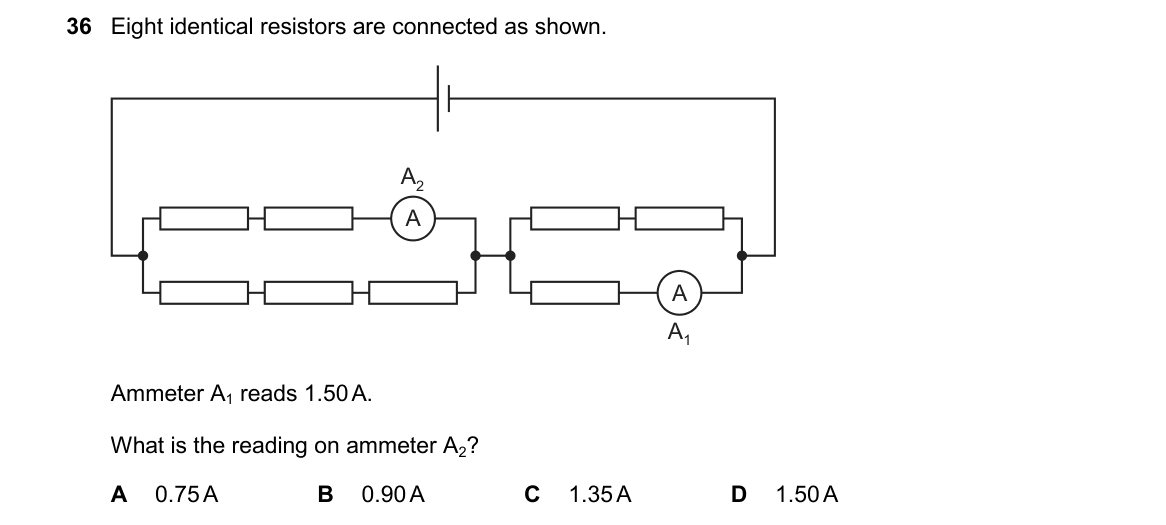 36 Eight identical resistors are connected as shown.
A₂
A
A
A₁
Ammeter A₁ reads 1.50 A.
What is the reading on ammeter A₂?
A 0.75 A B 0.90 A C 1.35 A D 1.50 A